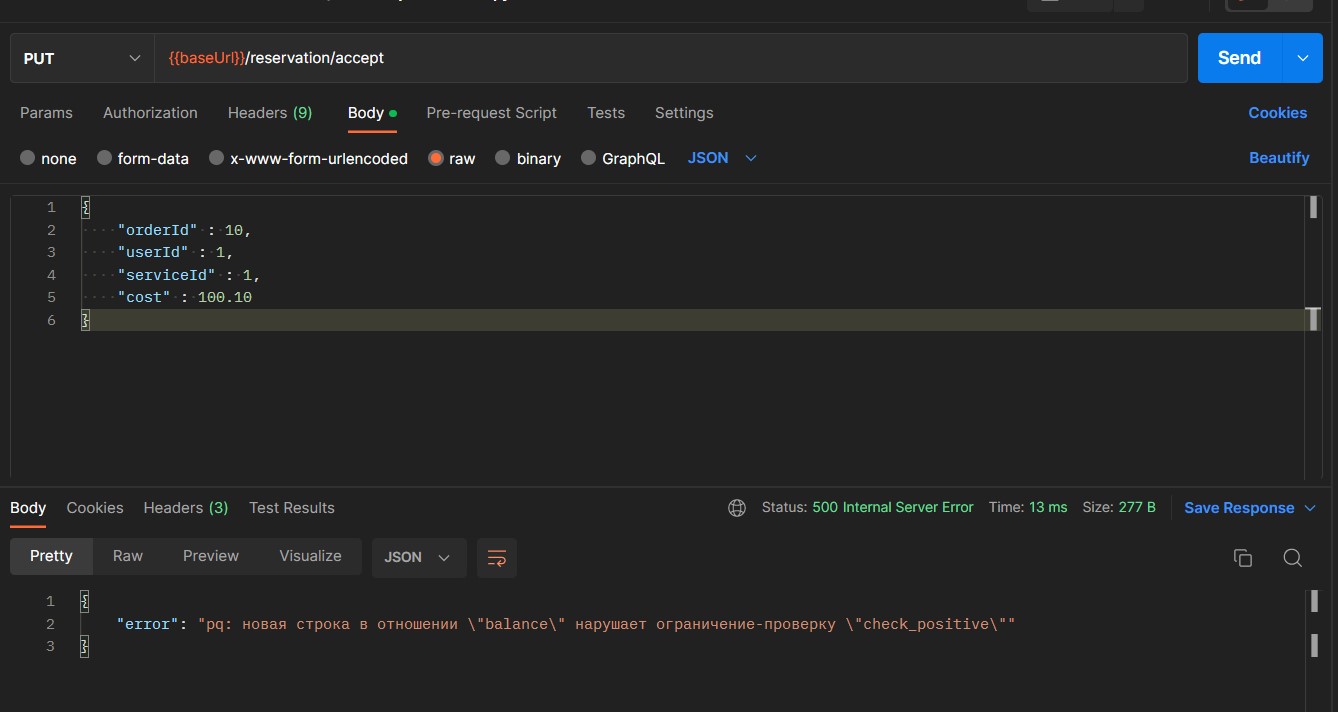 PUT
{{baseUrl}}/reservation/accept
Send
Params Authorization Headers (9) Body Pre-request Script Tests Settings Cookies
none form-data x-www-form-urlencoded raw binary GraphQL JSON Beautify
1 {
2 "orderId" : 10,
3 "userId" : 1,
4 "serviceId" : 1,
5 "cost" : 100.10
6 }
Body Cookies Headers (3) Test Results Status: 500 Internal Server Error Time: 13 ms Size: 277 B Save Response
Pretty Raw Preview Visualize JSON
1 {
2 "error": "pq: новая строка в отношении \"balance\" нарушает ограничение-проверку \"check_positive\""
3 }